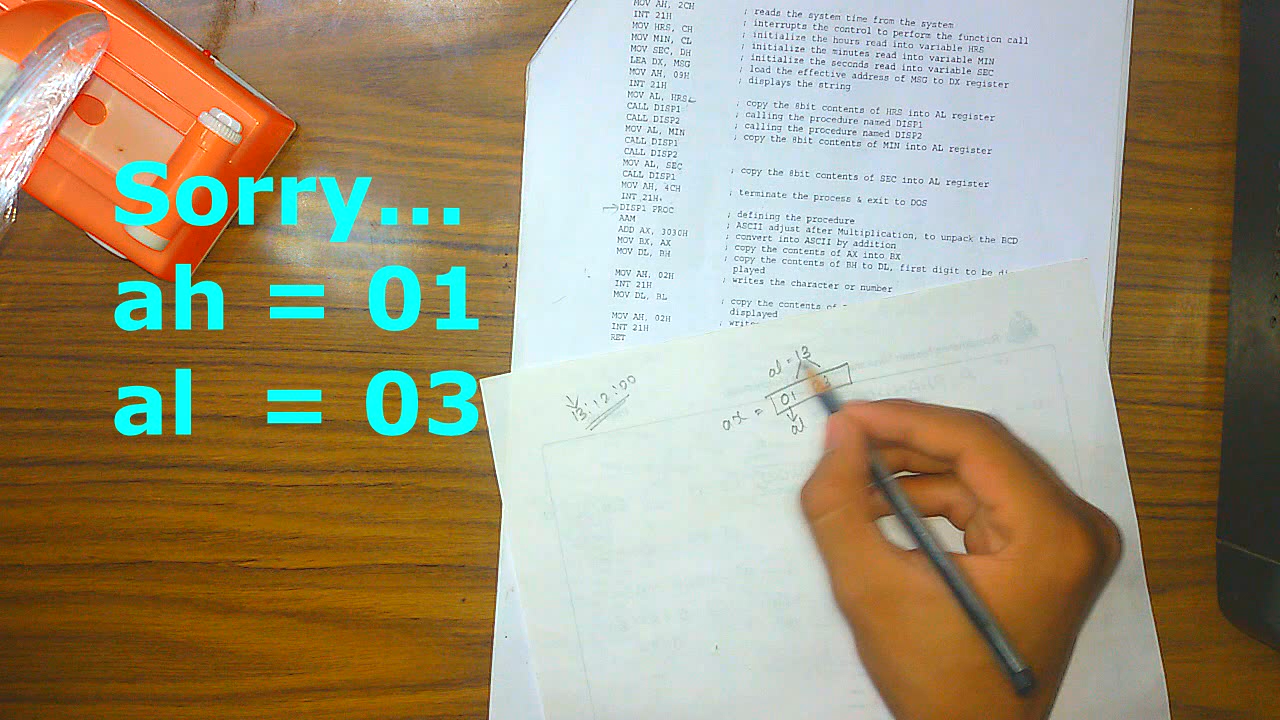 MOV AH, 2CH
INT 21H ; reads the system time from the system
MOV HRS, CH ; interrupts the control to perform the function call
MOV MIN, CL ; initialize the hours read into variable HRS
MOV SEC, DH ; initialize the minutes read into variable MIN
LEA DX, MSG ; initialize the seconds read into variable SEC
MOV AH, 09H ; load the effective address of MSG to DX register
INT 21H ; displays the string
MOV AL, HRS
CALL DISP1 ; copy the 8bit contents of HRS into AL register
CALL DISP2 ; calling the procedure named DISP1
MOV AL, MIN ; calling the procedure named DISP2
CALL DISP1 ; copy the 8bit contents of MIN into AL register
CALL DISP2
MOV AL, SEC
CALL DISP1 ; copy the 8bit contents of SEC into AL register
MOV AH, 4CH
INT 21H ; terminate the process & exit to DOS
DISP1 PROC
AAM ; defining the procedure
ADD AX, 3030H ; ASCII adjust after Multiplication, to unpack the BCD
MOV BX, AX ; convert into ASCII by addition
MOV DL, BH ; copy the contents of AX into BX
; copy the contents of BH to DL, first digit to be di
MOV AH, 02H played
INT 21H ; writes the character or number
MOV DL, BL
; copy the contents of
MOV AH, 02H displayed
INT 21H
RET
Sorry...
ah = 01
al = 03
al = 13
13:12:00
ax = 01 03
al